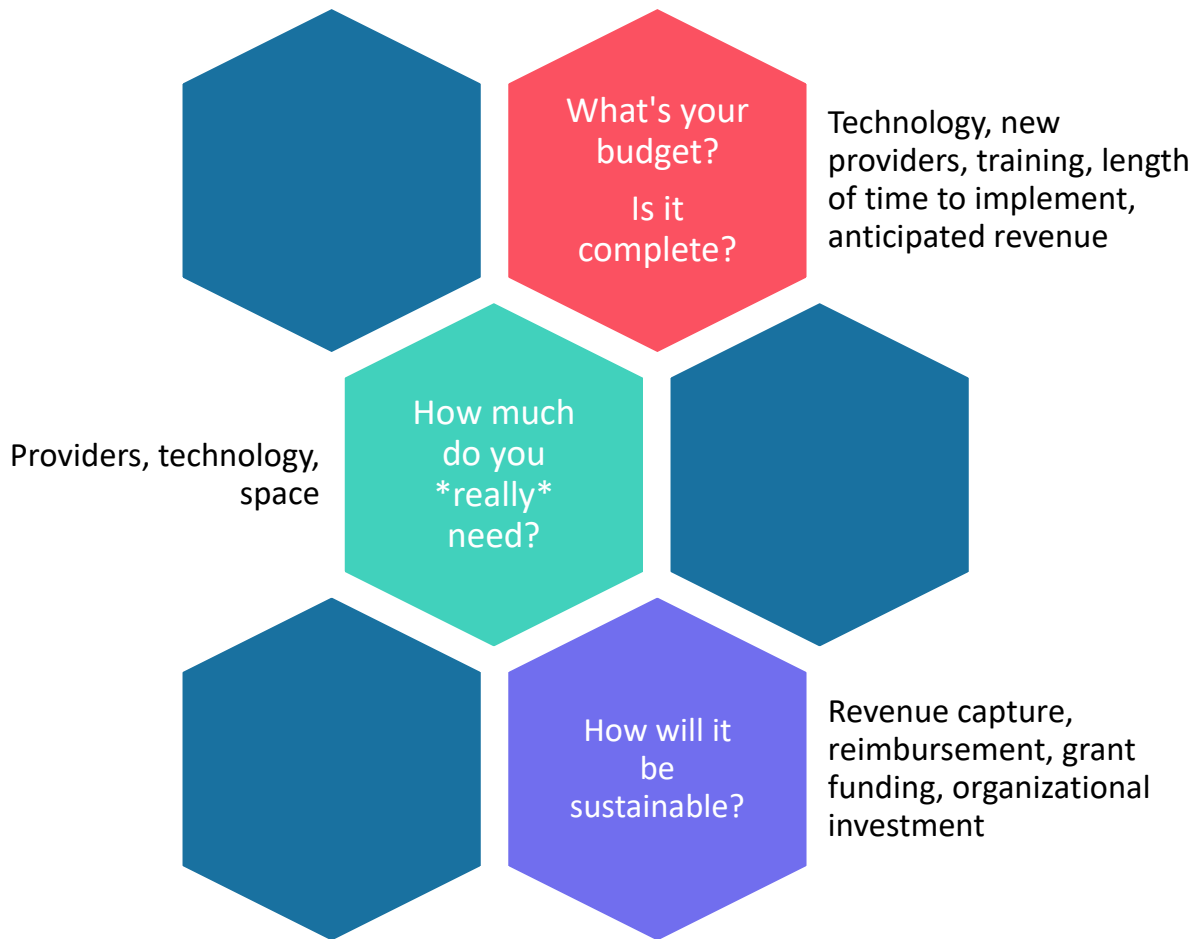 What's your
budget?
Is it
complete?
Technology, new
providers, training, length
of time to implement,
anticipated revenue
Providers, technology,
space
How much
do you
*really*
need?
How will it
be
sustainable?
Revenue capture,
reimbursement, grant
funding, organizational
investment